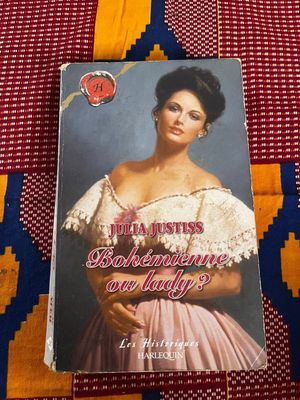 H
JULIA JUSTISS
Bohémienne
ou lady ?
Les Historiques
HARLEQUIN